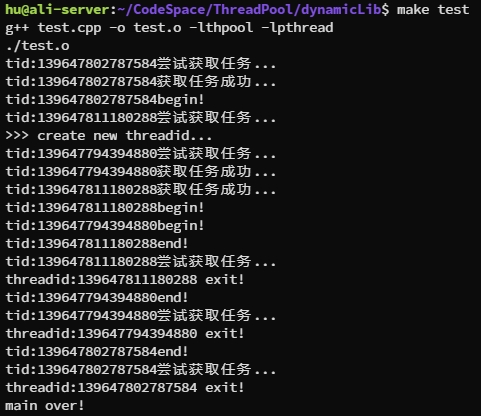 hu@ali-server:~/CodeSpace/ThreadPool/dynamicLib$ make test
g++ test.cpp -o test.o -lthpool -lpthread
./test.o
tid:139647802787584尝试获取任务...
tid:139647802787584获取任务成功...
tid:139647802787584begin!
tid:139647811180288尝试获取任务...
>>> create new threadid...
tid:139647794394880尝试获取任务...
tid:139647794394880获取任务成功...
tid:139647811180288获取任务成功...
tid:139647811180288begin!
tid:139647794394880begin!
tid:139647811180288end!
tid:139647811180288尝试获取任务...
threadid:139647811180288 exit!
tid:139647794394880end!
tid:139647794394880尝试获取任务...
threadid:139647794394880 exit!
tid:139647802787584end!
tid:139647802787584尝试获取任务...
threadid:139647802787584 exit!
main over!